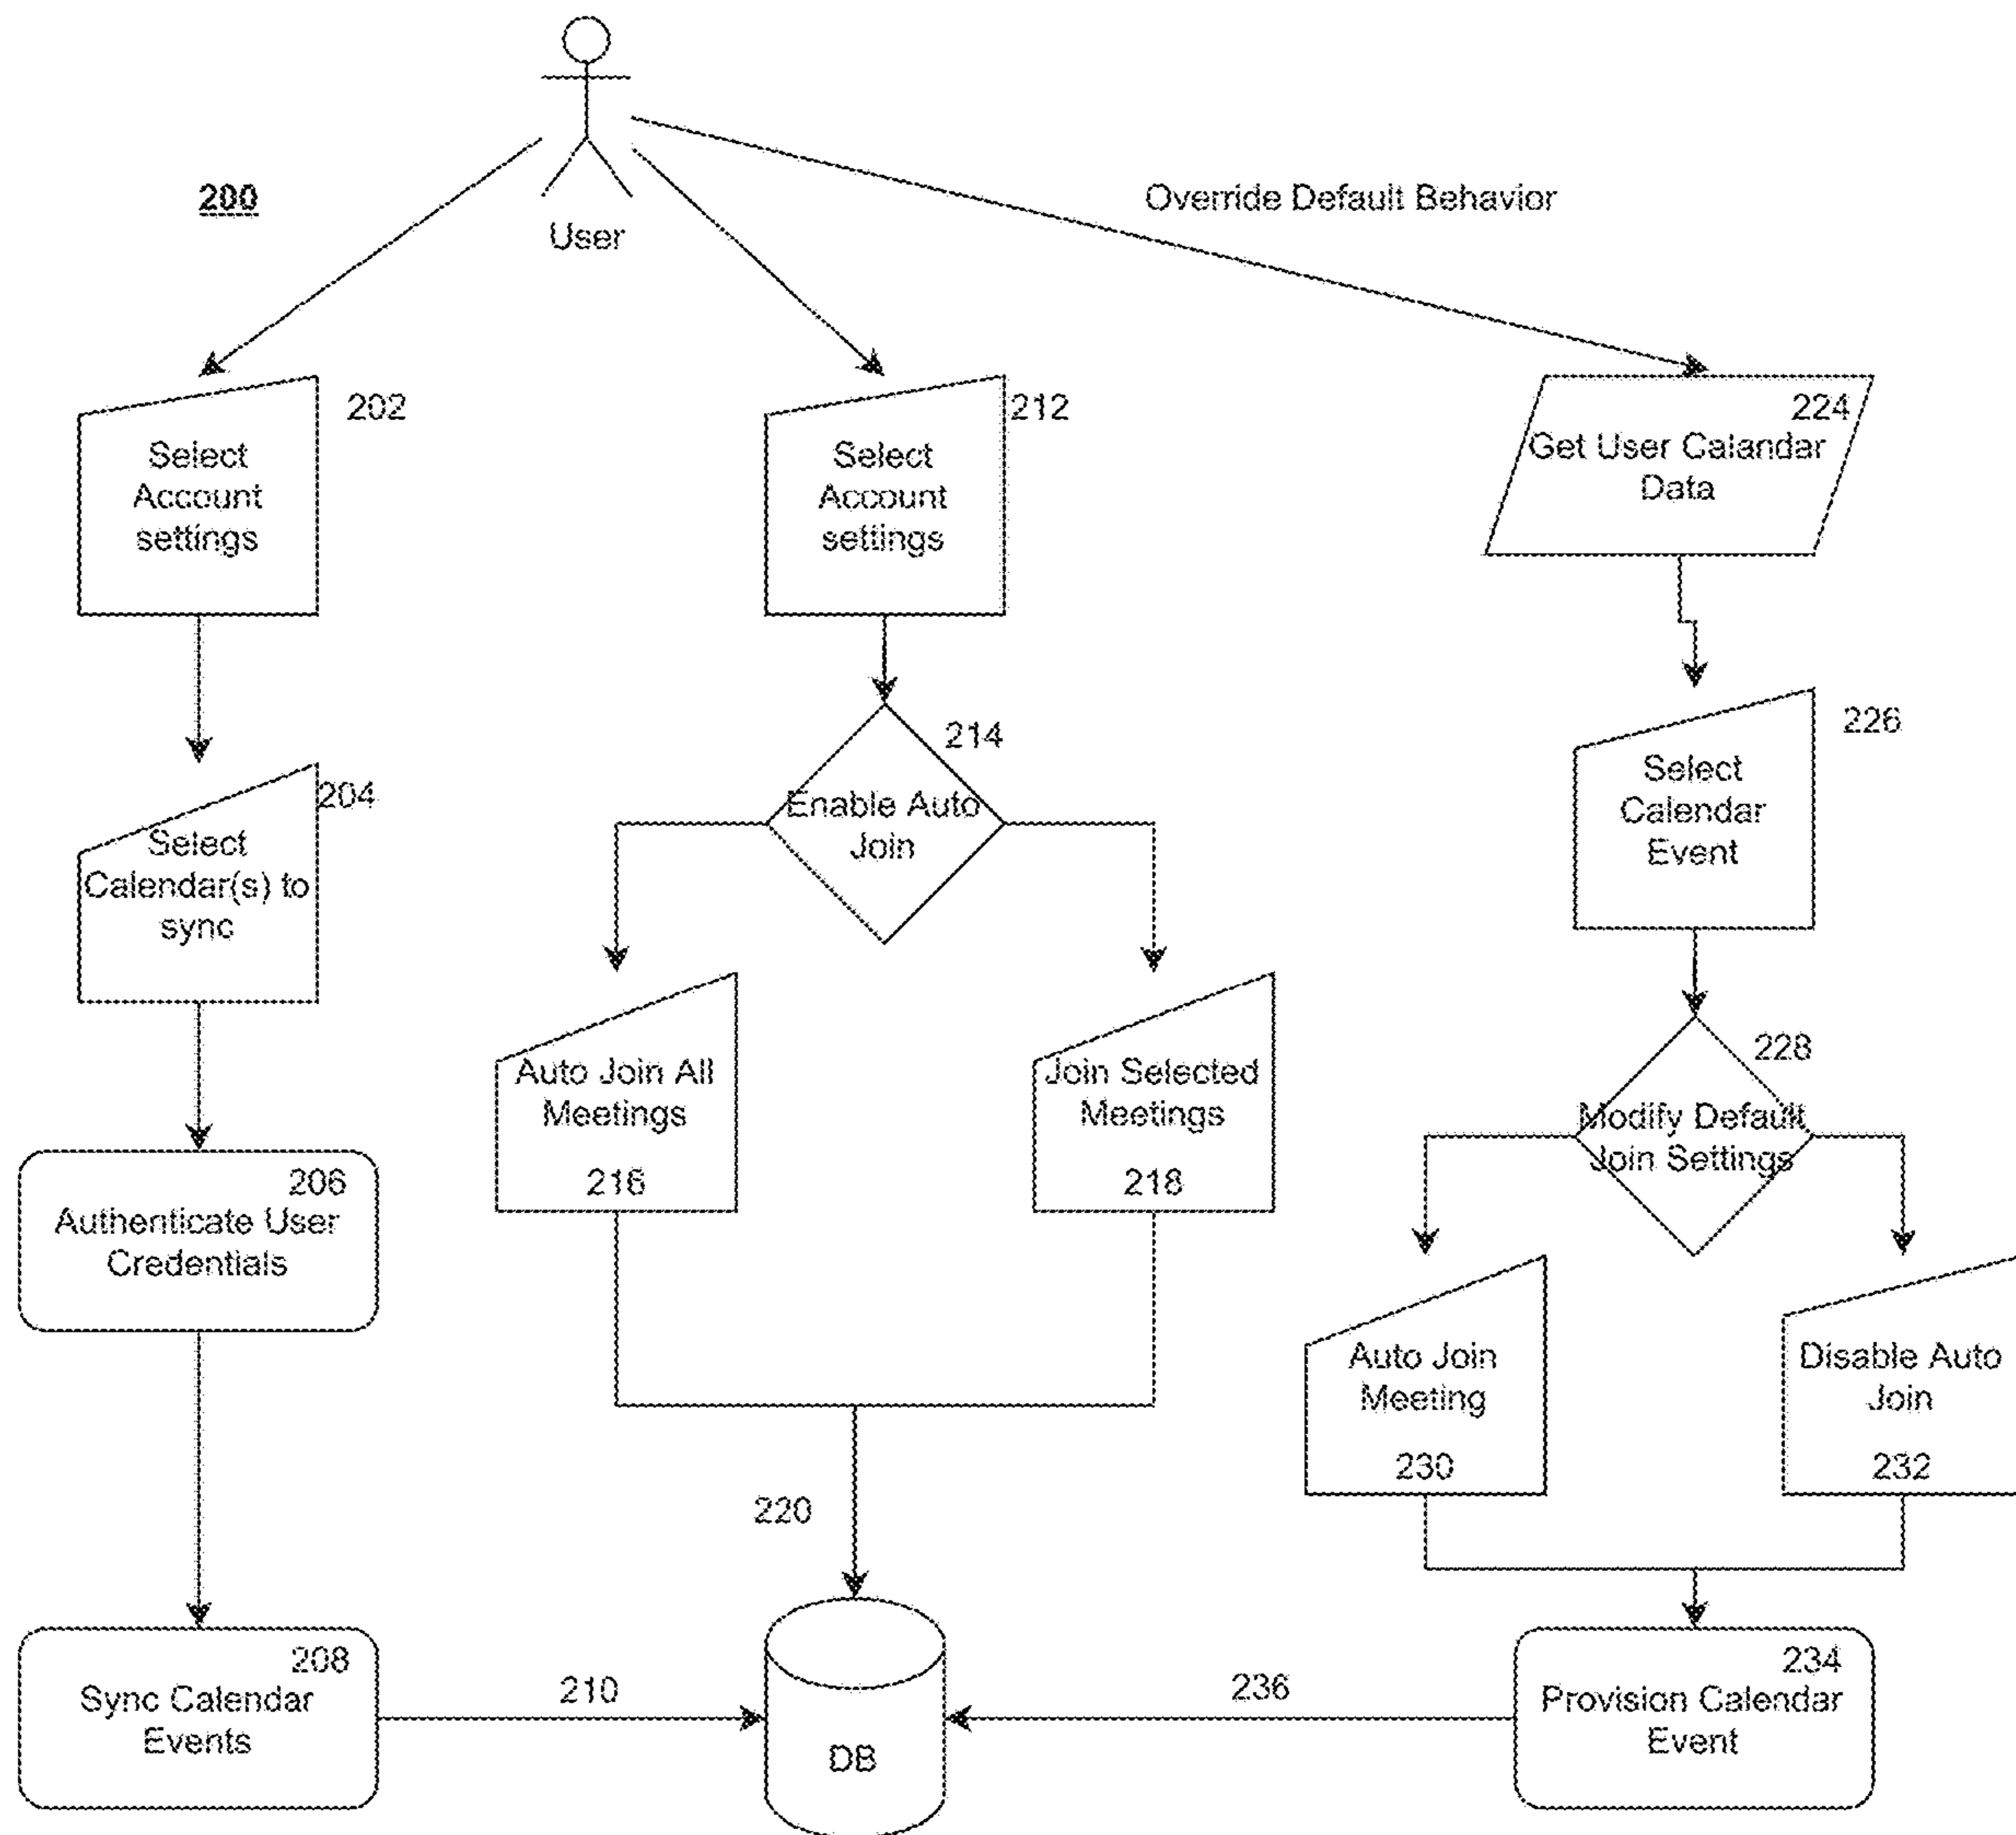 200
User
Override Default Behavior
202
Select
Account
settings
212
Select
Account
settings
224
Get User Calandar
Data
204
Select
Calendar(s) to
sync
214
Enable Auto
Join
226
Select
Calendar
Event
206
Authenticate User
Credentials
Auto Join All
Meetings
216
Join Selected
Meetings
218
228
Modify Default
Join Settings
Auto Join
Meeting
230
Disable Auto
Join
232
220
208
Sync Calendar
Events
210
DB
236
234
Provision Calendar
Event